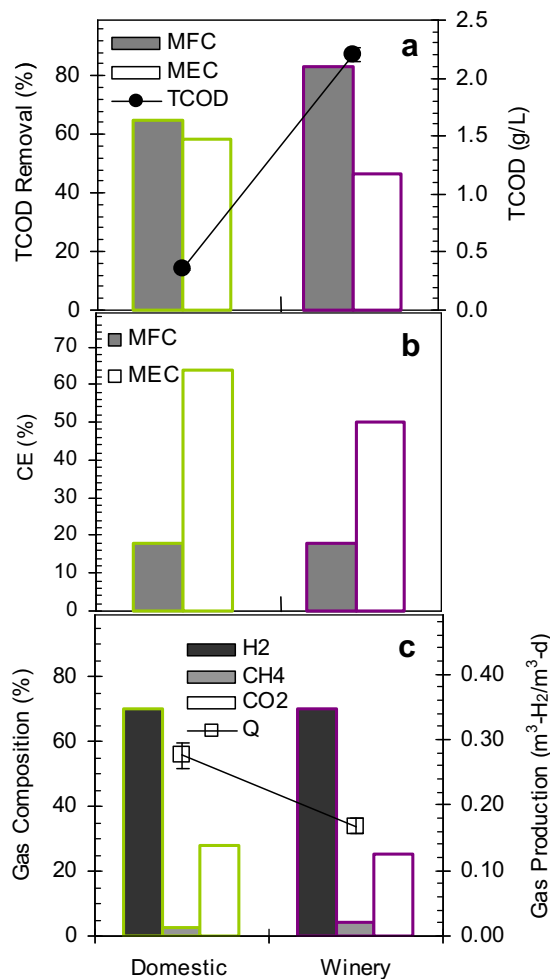 a
MFC
MEC
TCOD
TCOD Removal (%)
80
60
40
20
0
2.5
2.0
1.5
1.0
0.5
0.0
TCOD (g/L)
b
MFC
MEC
CE (%)
70
60
50
40
30
20
10
0
c
H2
CH4
CO2
Q
Gas Composition (%)
80
60
40
20
0
0.40
0.30
0.20
0.10
0.00
Gas Production (m³-H₂/m³-d)
Domestic
Winery